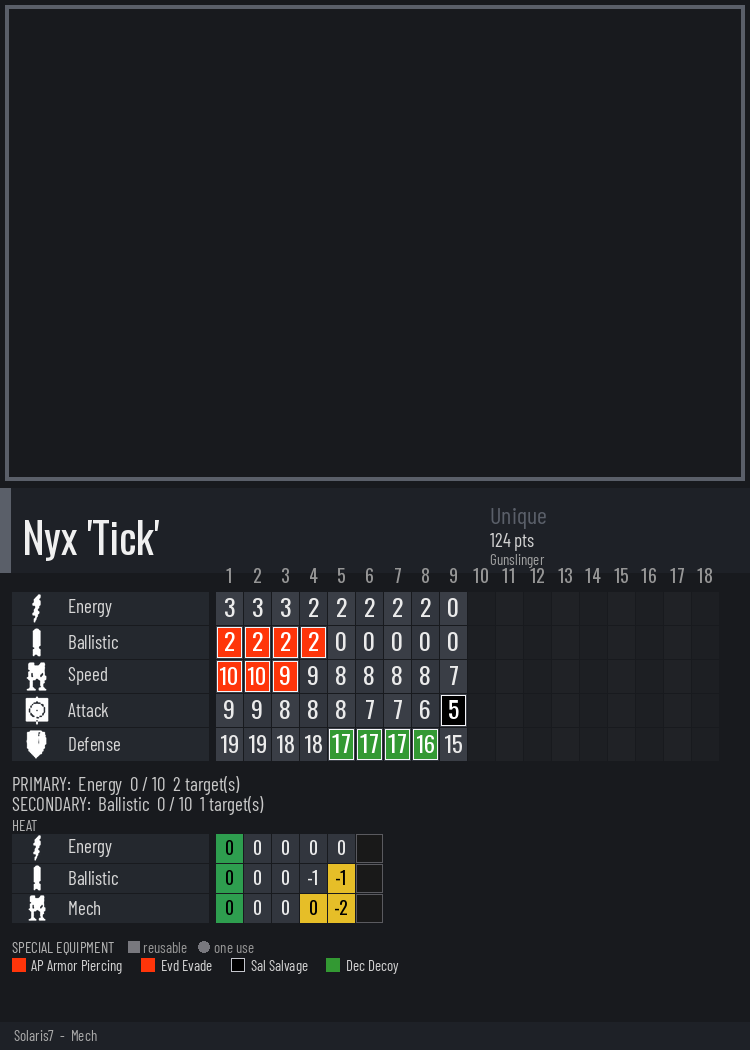 Nyx 'Tick'
Unique
124 pts
Gunslinger
1 2 3 4 5 6 7 8 9 10 11 12 13 14 15 16 17 18
Energy 3 3 3 2 2 2 2 2 0
Ballistic 2 2 2 2 0 0 0 0 0
Speed 10 10 9 9 8 8 8 8 7
Attack 9 9 8 8 8 7 7 6 5
Defense 19 19 18 18 17 17 17 16 15
PRIMARY: Energy 0 / 10 2 target(s)
SECONDARY: Ballistic 0 / 10 1 target(s)
HEAT
Energy 0 0 0 0 0
Ballistic 0 0 0 -1 -1
Mech 0 0 0 0 -2
SPECIAL EQUIPMENT reusable one use
AP Armor Piercing Evd Evade Sal Salvage Dec Decoy
Solaris7 - Mech